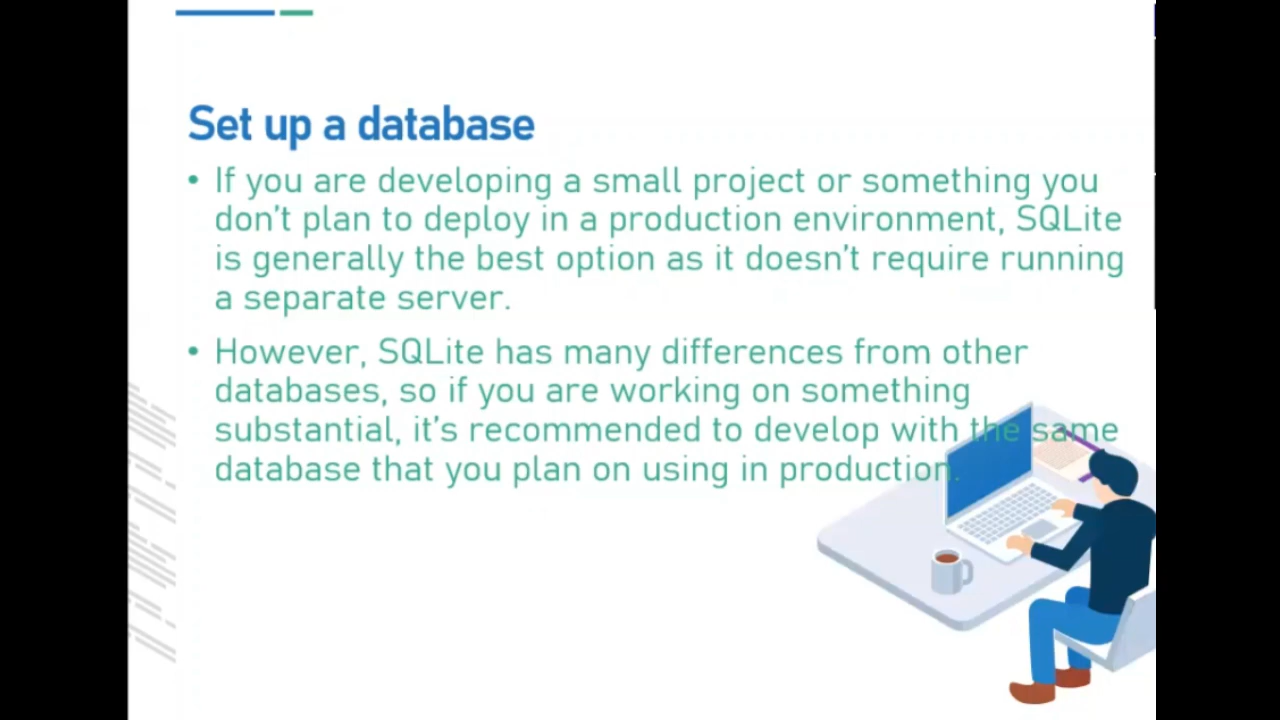 Set up a database
• If you are developing a small project or something you
don't plan to deploy in a production environment, SQLite
is generally the best option as it doesn't require running
a separate server.
• However, SQLite has many differences from other
databases, so if you are working on something
substantial, it's recommended to develop with the same
database that you plan on using in production.